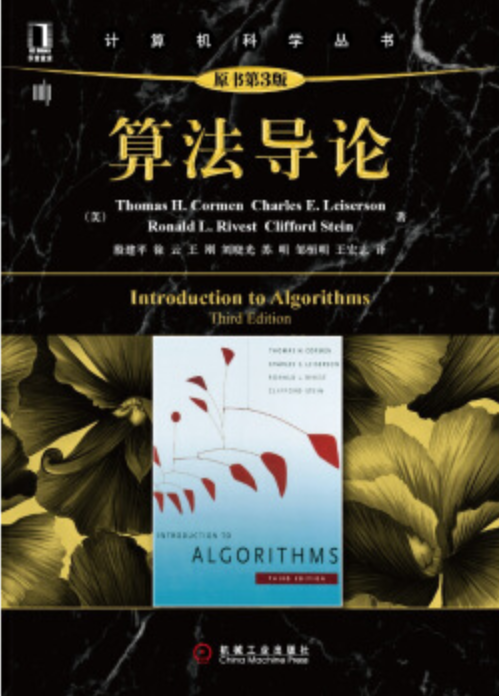 计算机科学丛书
原书第3版
算法导论
（美） Thomas H. Cormen Charles E. Leiserson
Ronald L. Rivest Clifford Stein 著
殷建平 徐云 王刚 刘晓光 苏明 邹恒明 王宏志 译
Introduction to Algorithms
Third Edition
THOMAS H. CORMEN
CHARLES E. LEISERSON
RONALD L. RIVEST
CLIFFORD STEIN
INTRODUCTION TO
ALGORITHMS
THIRD EDITION
机械工业出版社
China Machine Press